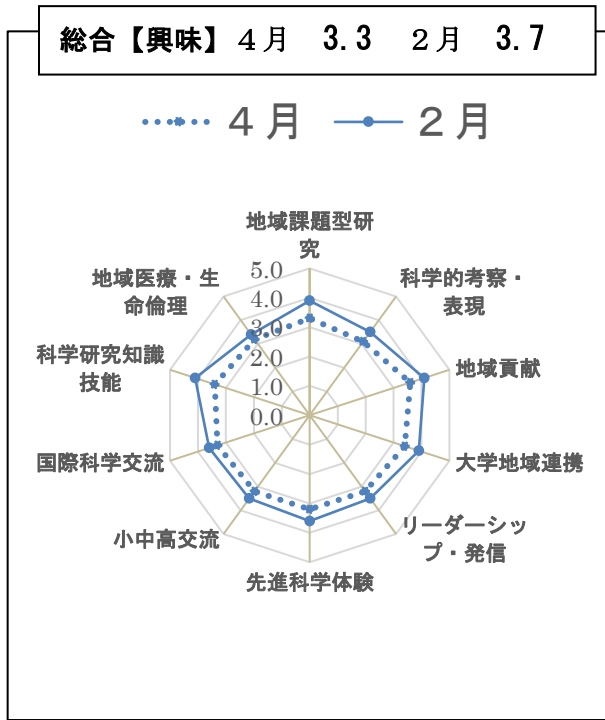 総合【興味】４月　3.3　２月　3.7
４月　２月
地域課題型研
究
科学的考察・
表現
地域貢献
大学地域連携
リーダーシッ
プ・発信
先進科学体験
小中高交流
国際科学交流
科学研究知識
技能
地域医療・生
命倫理
5.0
4.0
3.0
2.0
1.0
0.0